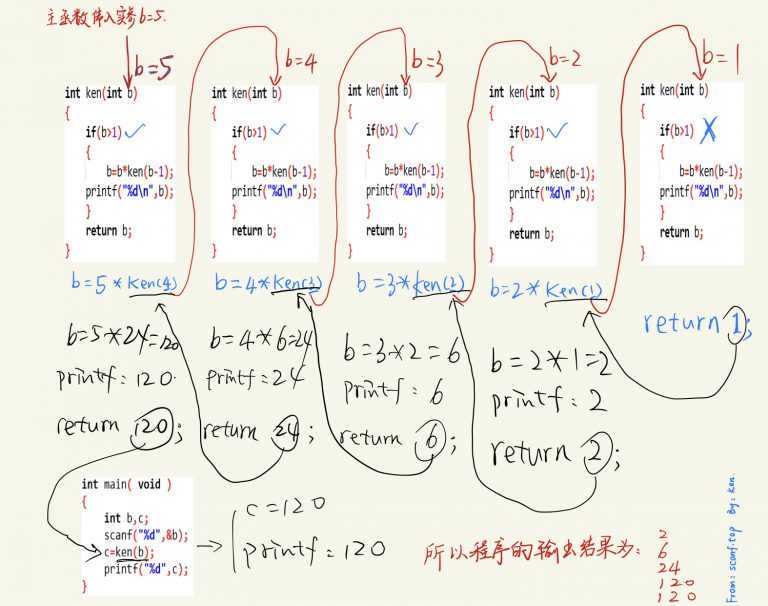 主函数传入实参b=5.
b=5
int ken(int b)
{
if(b>1)
{
b=b*ken(b-1);
printf("%d\n",b);
}
return b;
}
b=5*ken(4)
b=5*24=120
printf:120.
return 120;
b=4
int ken(int b)
{
if(b>1)
{
b=b*ken(b-1);
printf("%d\n",b);
}
return b;
}
b=4*ken(3)
b=4*6=24
printf:24
return 24;
b=3
int ken(int b)
{
if(b>1)
{
b=b*ken(b-1);
printf("%d\n",b);
}
return b;
}
b=3*ken(2)
b=3*2=6
printf:6
return 6;
b=2
int ken(int b)
{
if(b>1)
{
b=b*ken(b-1);
printf("%d\n",b);
}
return b;
}
b=2*ken(1)
b=2*1=2
printf:2
return 2;
b=1
int ken(int b)
{
if(b>1)
{
b=b*ken(b-1);
printf("%d\n",b);
}
return b;
}
return 1;
int main( void )
{
int b,c;
scanf("%d",&b);
c=ken(b);
printf("%d",c);
}
c=120
printf=120
所以程序的输出结果为:
2
6
24
120
120
From: scanf.top By: Ken.